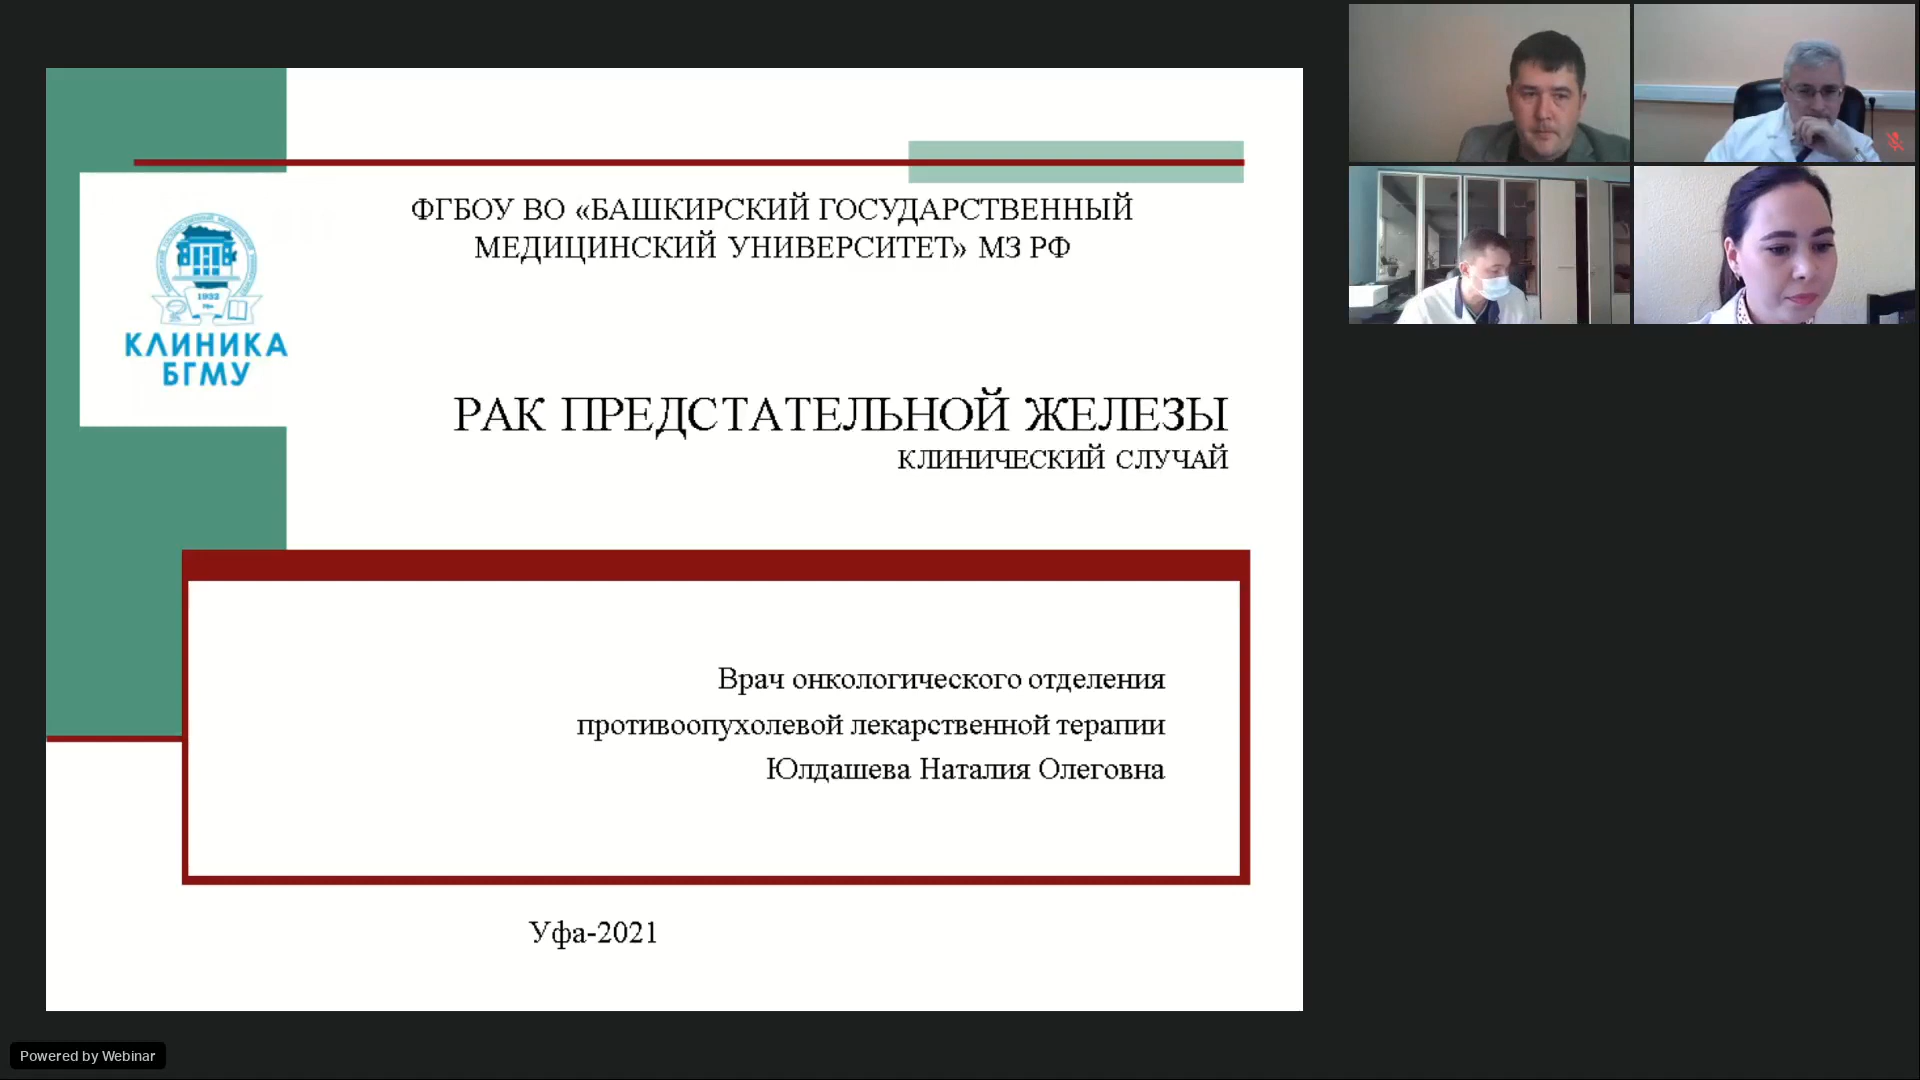 ФГБОУ ВО «БАШКИРСКИЙ ГОСУДАРСТВЕННЫЙ
МЕДИЦИНСКИЙ УНИВЕРСИТЕТ» МЗ РФ
1932
КЛИНИКА
БГМУ
РАК ПРЕДСТАТЕЛЬНОЙ ЖЕЛЕЗЫ
КЛИНИЧЕСКИЙ СЛУЧАЙ
Врач онкологического отделения
противоопухолевой лекарственной терапии
Юлдашева Наталия Олеговна
Уфа-2021
Powered by Webinar